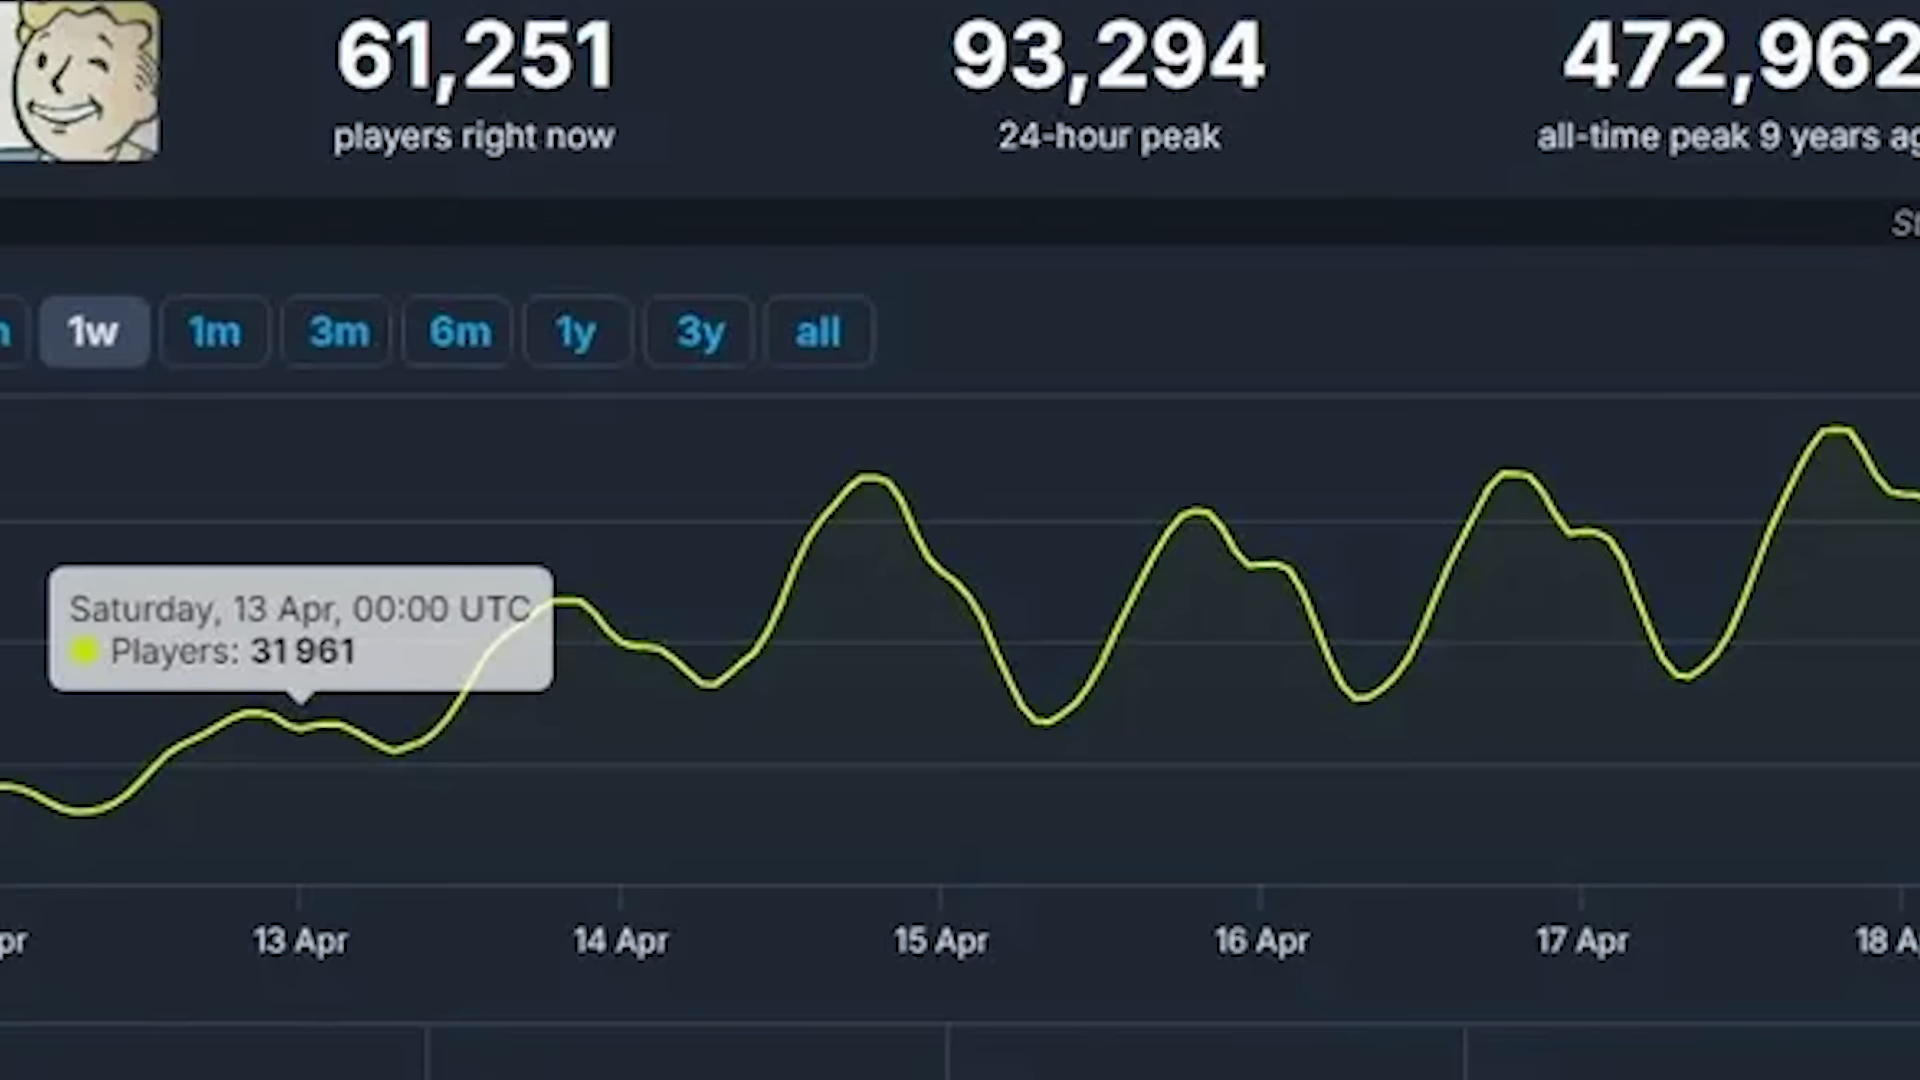 61,251
players right now
93,294
24-hour peak
472,962
all-time peak 9 years
1w
1m
3m
6m
1y
3y
all
Saturday, 13 Apr, 00:00 UTC
Players: 31 961
13 Apr
14 Apr
15 Apr
16 Apr
17 Apr
18